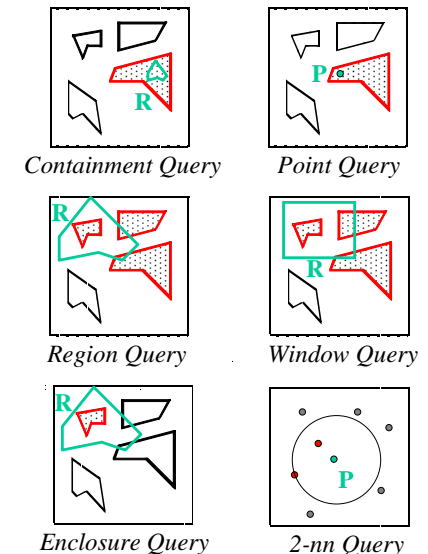 R
Containment Query
P
Point Query
R
Region Query
R
Window Query
R
Enclosure Query
P
2-nn Query